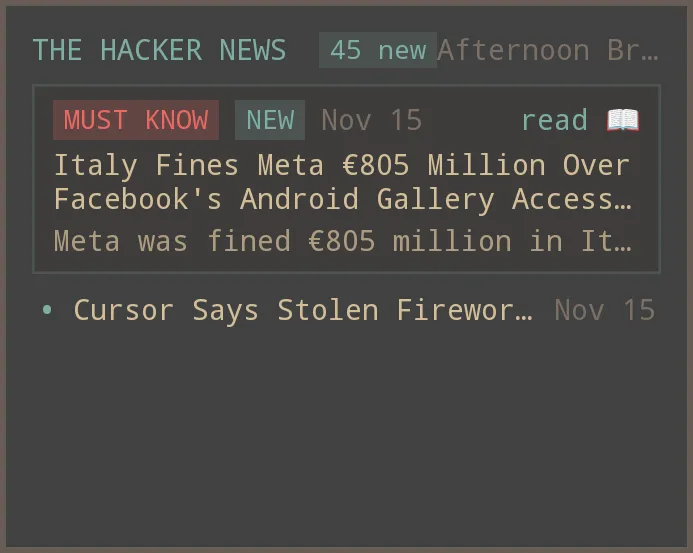 THE HACKER NEWS 45 new Afternoon Br…
MUST KNOW NEW Nov 15 read 📖
Italy Fines Meta €805 Million Over
Facebook's Android Gallery Access…
Meta was fined €805 million in It…
• Cursor Says Stolen Firewor… Nov 15